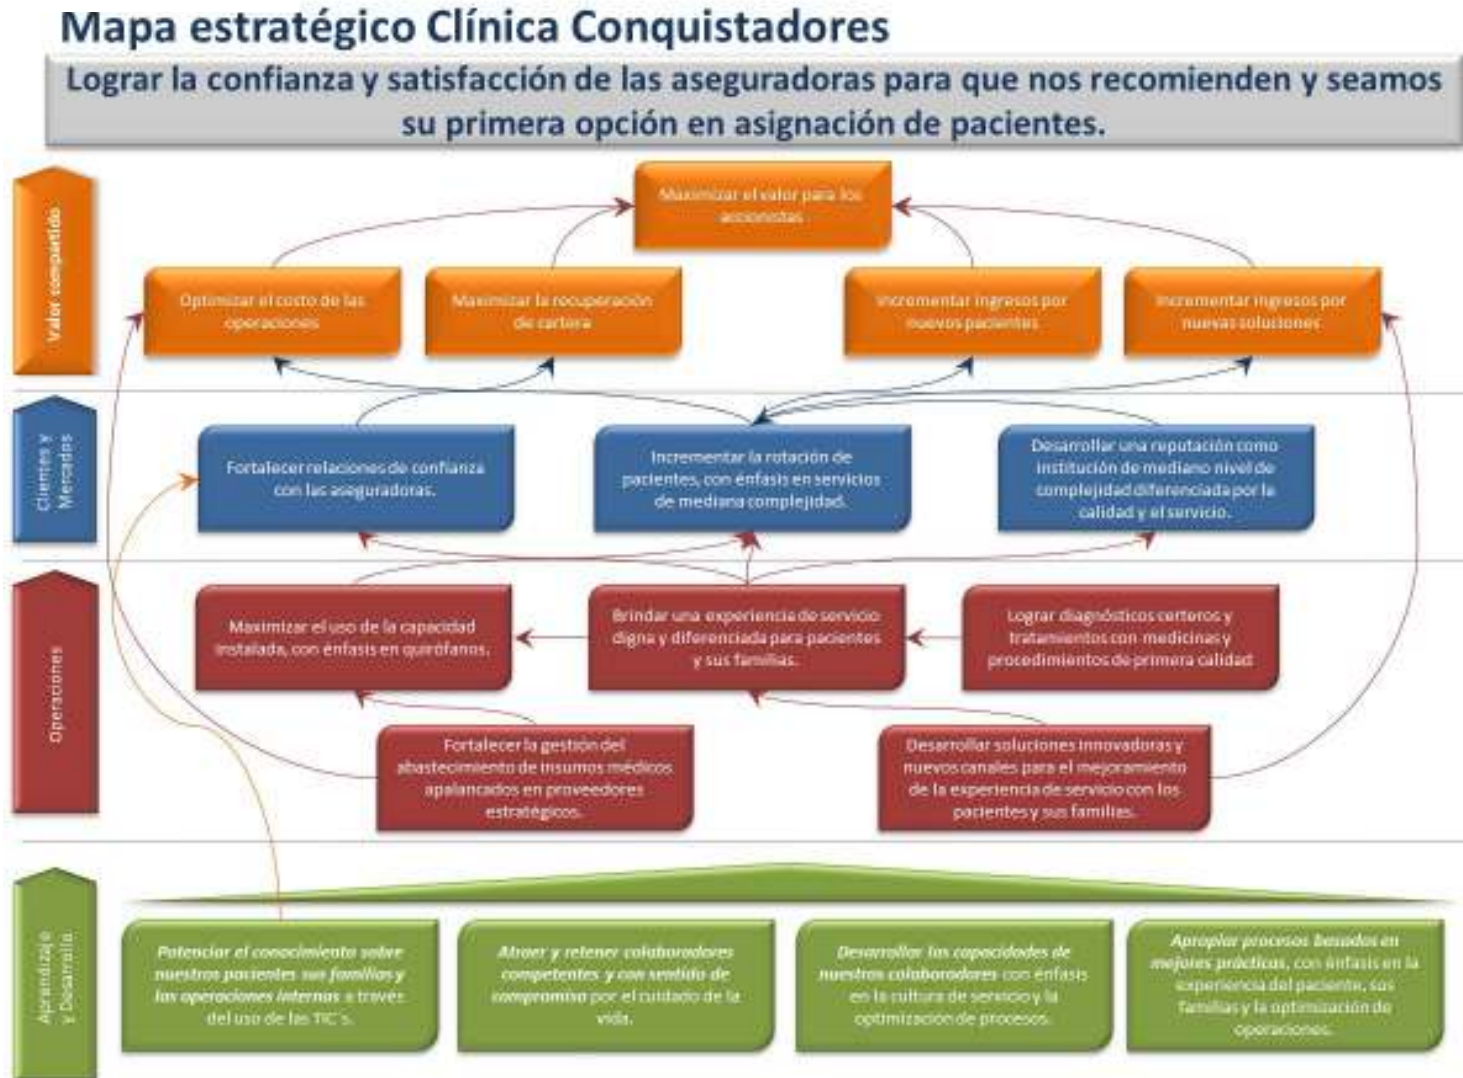 Mapa estratégico Clínica Conquistadores
Lograr la confianza y satisfacción de las aseguradoras para que nos recomienden y seamos
su primera opción en asignación de pacientes.
Valor compartido
Maximizar el valor para los
accionistas
Optimizar el costo de las
operaciones
Maximizar la recuperación
de cartera
Incrementar ingresos por
nuevos pacientes
Incrementar ingresos por
nuevas soluciones
Clientes y
Mercados
Fortalecer relaciones de confianza
con las aseguradoras.
Incrementar la rotación de
pacientes, con énfasis en servicios
de mediana complejidad.
Desarrollar una reputación como
institución de mediano nivel de
complejidad diferenciada por la
calidad y el servicio.
Operaciones
Maximizar el uso de la capacidad
instalada, con énfasis en quirófanos.
Brindar una experiencia de servicio
digna y diferenciada para pacientes
y sus familias.
Lograr diagnósticos certeros y
tratamientos con medicinas y
procedimientos de primera calidad
Fortalecer la gestión del
abastecimiento de insumos médicos
apalancados en proveedores
estratégicos.
Desarrollar soluciones innovadoras y
nuevos canales para el mejoramiento
de la experiencia de servicio con los
pacientes y sus familias.
Aprendizaje
y Desarrollo
Potenciar el conocimiento sobre
nuestros pacientes sus familias y
las operaciones internas a través
del uso de las TIC`s.
Atraer y retener colaboradores
competentes y con sentido de
compromiso por el cuidado de la
vida.
Desarrollar las capacidades de
nuestros colaboradores con énfasis
en la cultura de servicio y la
optimización de procesos.
Apropiar procesos basados en
mejores prácticas, con énfasis en la
experiencia del paciente, sus
familias y la optimización de
operaciones.